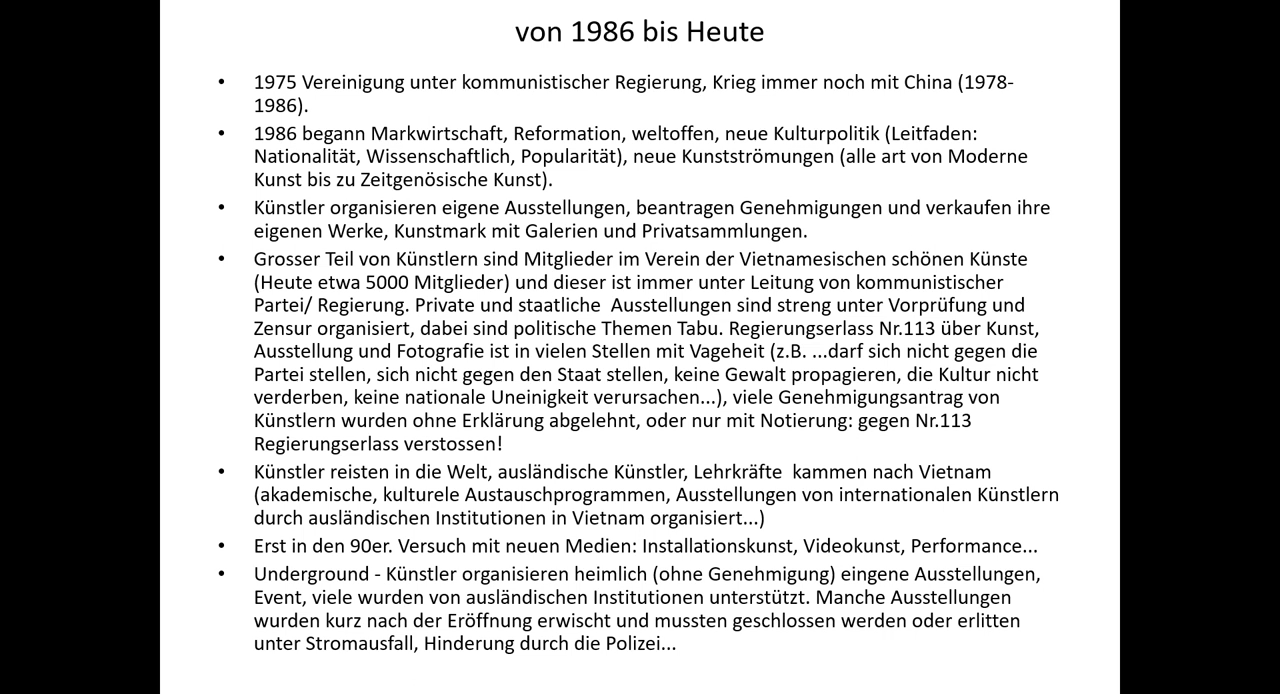 von 1986 bis Heute
• 1975 Vereinigung unter kommunistischer Regierung, Krieg immer noch mit China (1978-
1986).
• 1986 begann Markwirtschaft, Reformation, weltoffen, neue Kulturpolitik (Leitfaden:
Nationalität, Wissenschaftlich, Popularität), neue Kunstströmungen (alle art von Moderne
Kunst bis zu Zeitgenösische Kunst).
• Künstler organisieren eigene Ausstellungen, beantragen Genehmigungen und verkaufen ihre
eigenen Werke, Kunstmark mit Galerien und Privatsammlungen.
• Grosser Teil von Künstlern sind Mitglieder im Verein der Vietnamesischen schönen Künste
(Heute etwa 5000 Mitglieder) und dieser ist immer unter Leitung von kommunistischer
Partei/ Regierung. Private und staatliche  Ausstellungen sind streng unter Vorprüfung und
Zensur organisiert, dabei sind politische Themen Tabu. Regierungserlass Nr.113 über Kunst,
Ausstellung und Fotografie ist in vielen Stellen mit Vageheit (z.B. ...darf sich nicht gegen die
Partei stellen, sich nicht gegen den Staat stellen, keine Gewalt propagieren, die Kultur nicht
verderben, keine nationale Uneinigkeit verursachen...), viele Genehmigungsantrag von
Künstlern wurden ohne Erklärung abgelehnt, oder nur mit Notierung: gegen Nr.113
Regierungserlass verstossen!
• Künstler reisten in die Welt, ausländische Künstler, Lehrkräfte  kammen nach Vietnam
(akademische, kulturele Austauschprogrammen, Ausstellungen von internationalen Künstlern
durch ausländischen Institutionen in Vietnam organisiert...)
• Erst in den 90er. Versuch mit neuen Medien: Installationskunst, Videokunst, Performance...
• Underground - Künstler organisieren heimlich (ohne Genehmigung) eingene Ausstellungen,
Event, viele wurden von ausländischen Institutionen unterstützt. Manche Ausstellungen
wurden kurz nach der Eröffnung erwischt und mussten geschlossen werden oder erlitten
unter Stromausfall, Hinderung durch die Polizei...